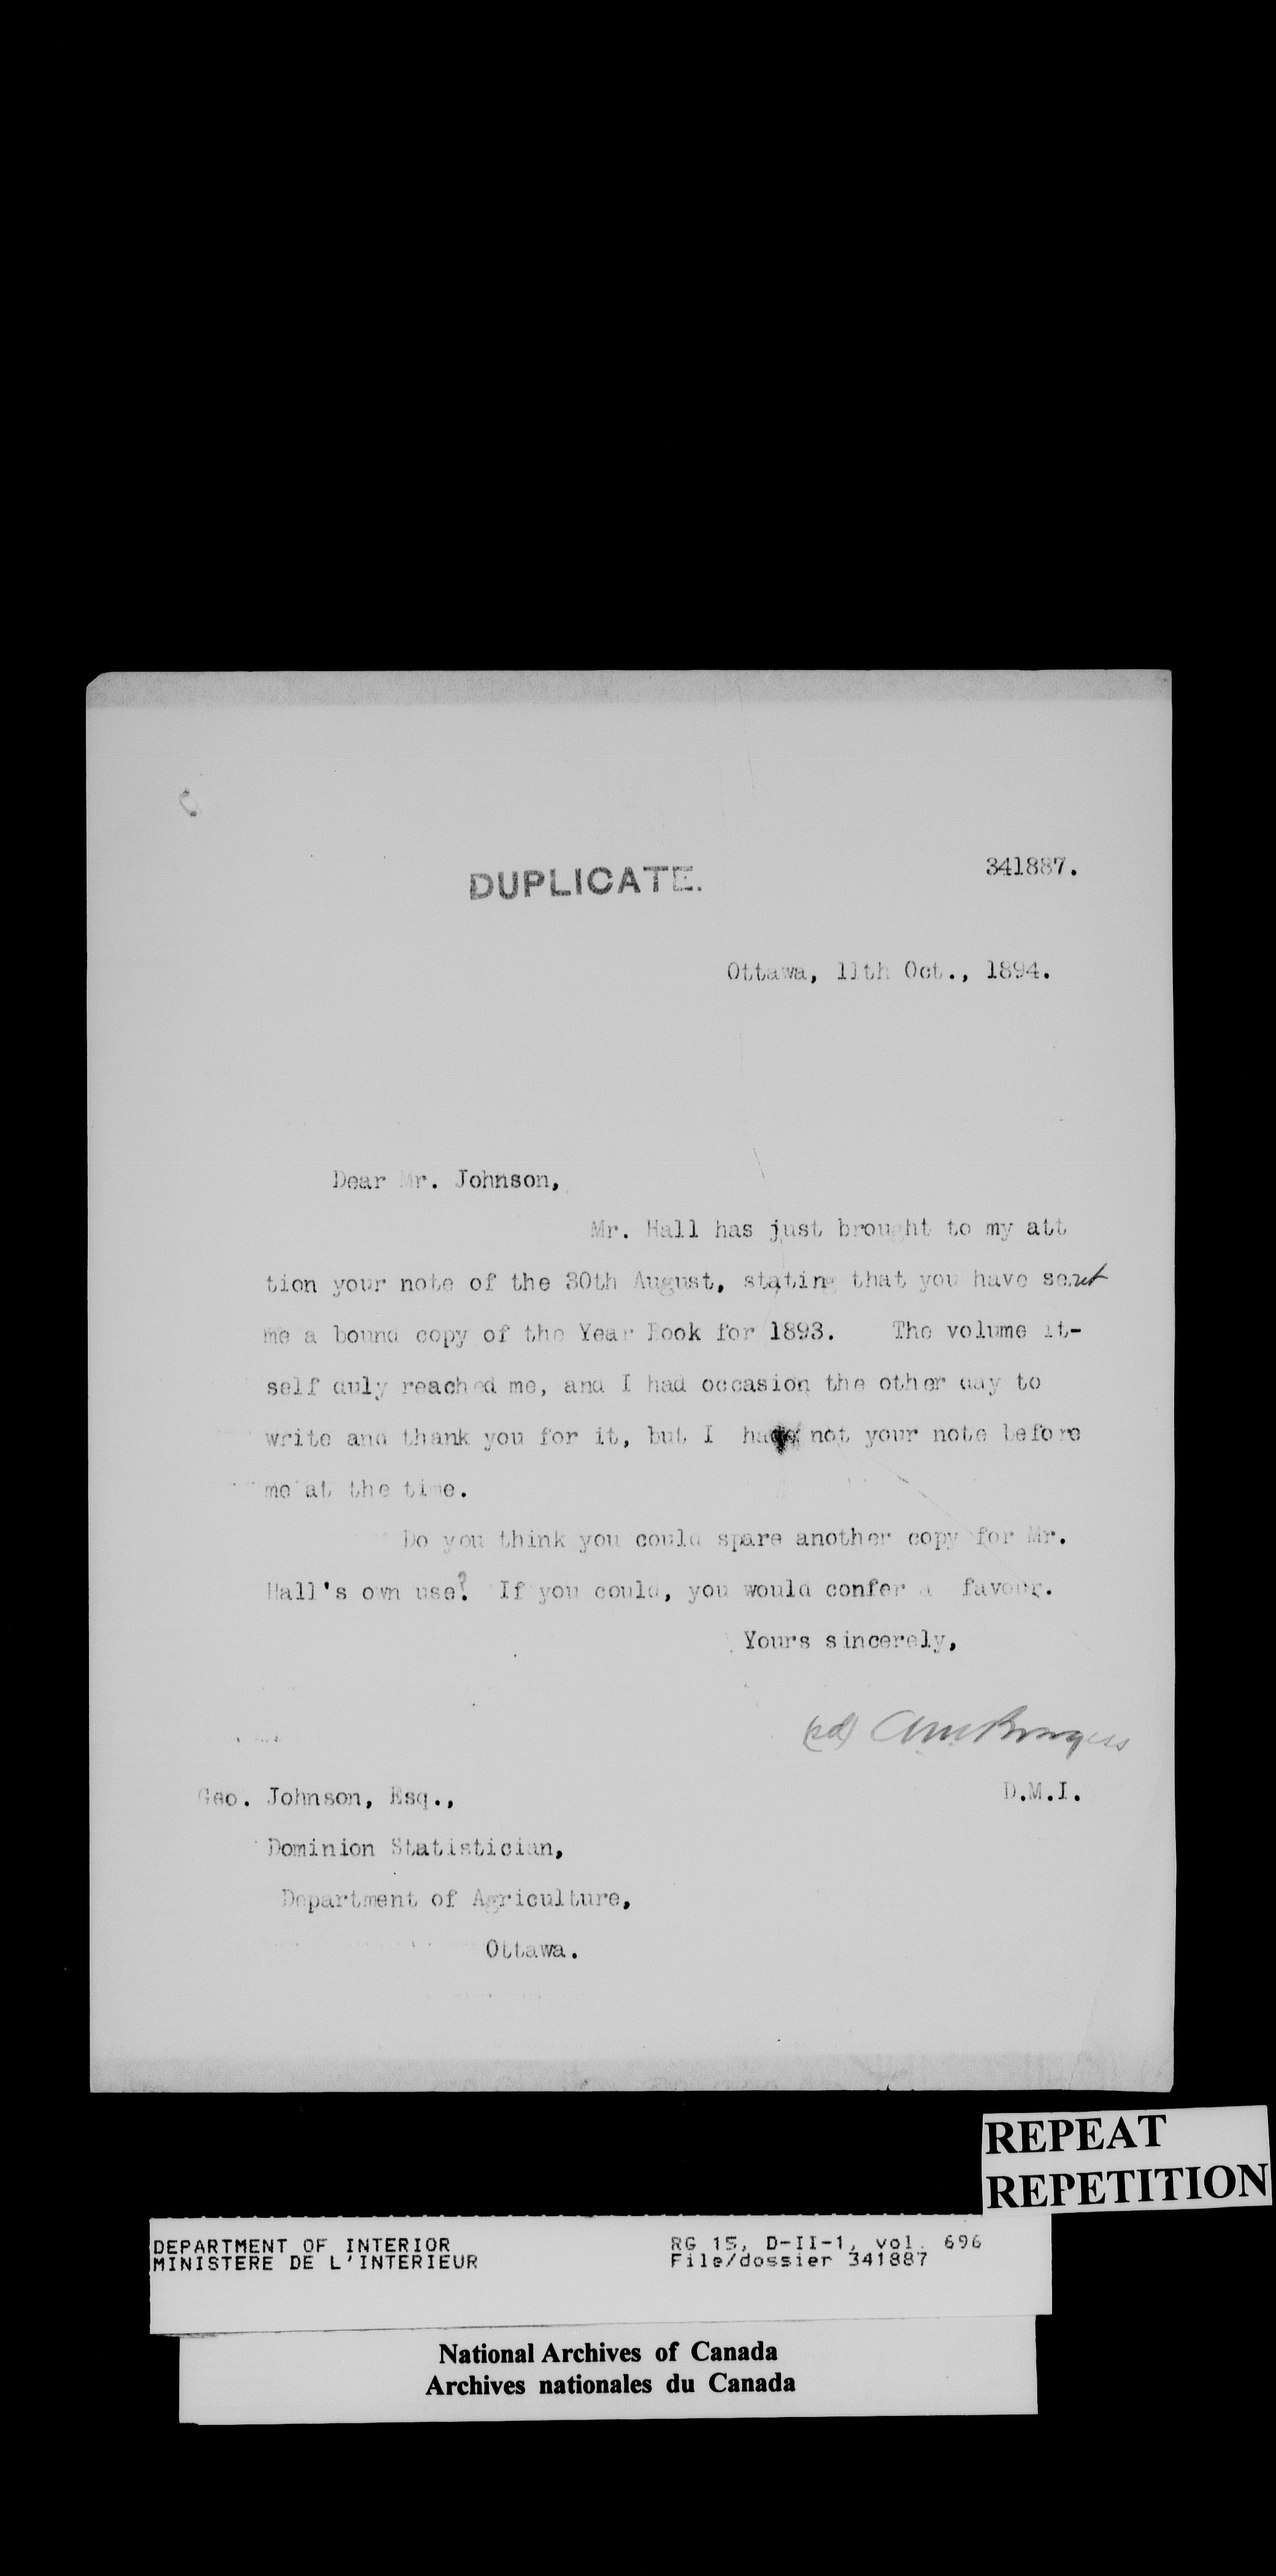 DUPLICATE.
341887.
Ottawa, 11th Oct., 1894.
Dear Mr. Johnson,
Mr. Hall has just brought to my att
tion your note of the 30th August, stating that you have sent
me a bound copy of the Year Book for 1893. The volume it-
self duly reached me, and I had occasion the other day to
write and thank you for it, but I had not your note before
me at the time.
Do you think you could spare another copy for Mr.
Hall's own use? If you could, you would confer a favour.
Yours sincerely,
(sd) A M Burgess
D.M.I.
Geo. Johnson, Esq.,
Dominion Statistician,
Department of Agriculture,
Ottawa.
REPEAT
REPETITION
DEPARTMENT OF INTERIOR
MINISTERE DE L'INTERIEUR
RG 15, D-II-1, vol. 696
File/dossier 341887
National Archives of Canada
Archives nationales du Canada